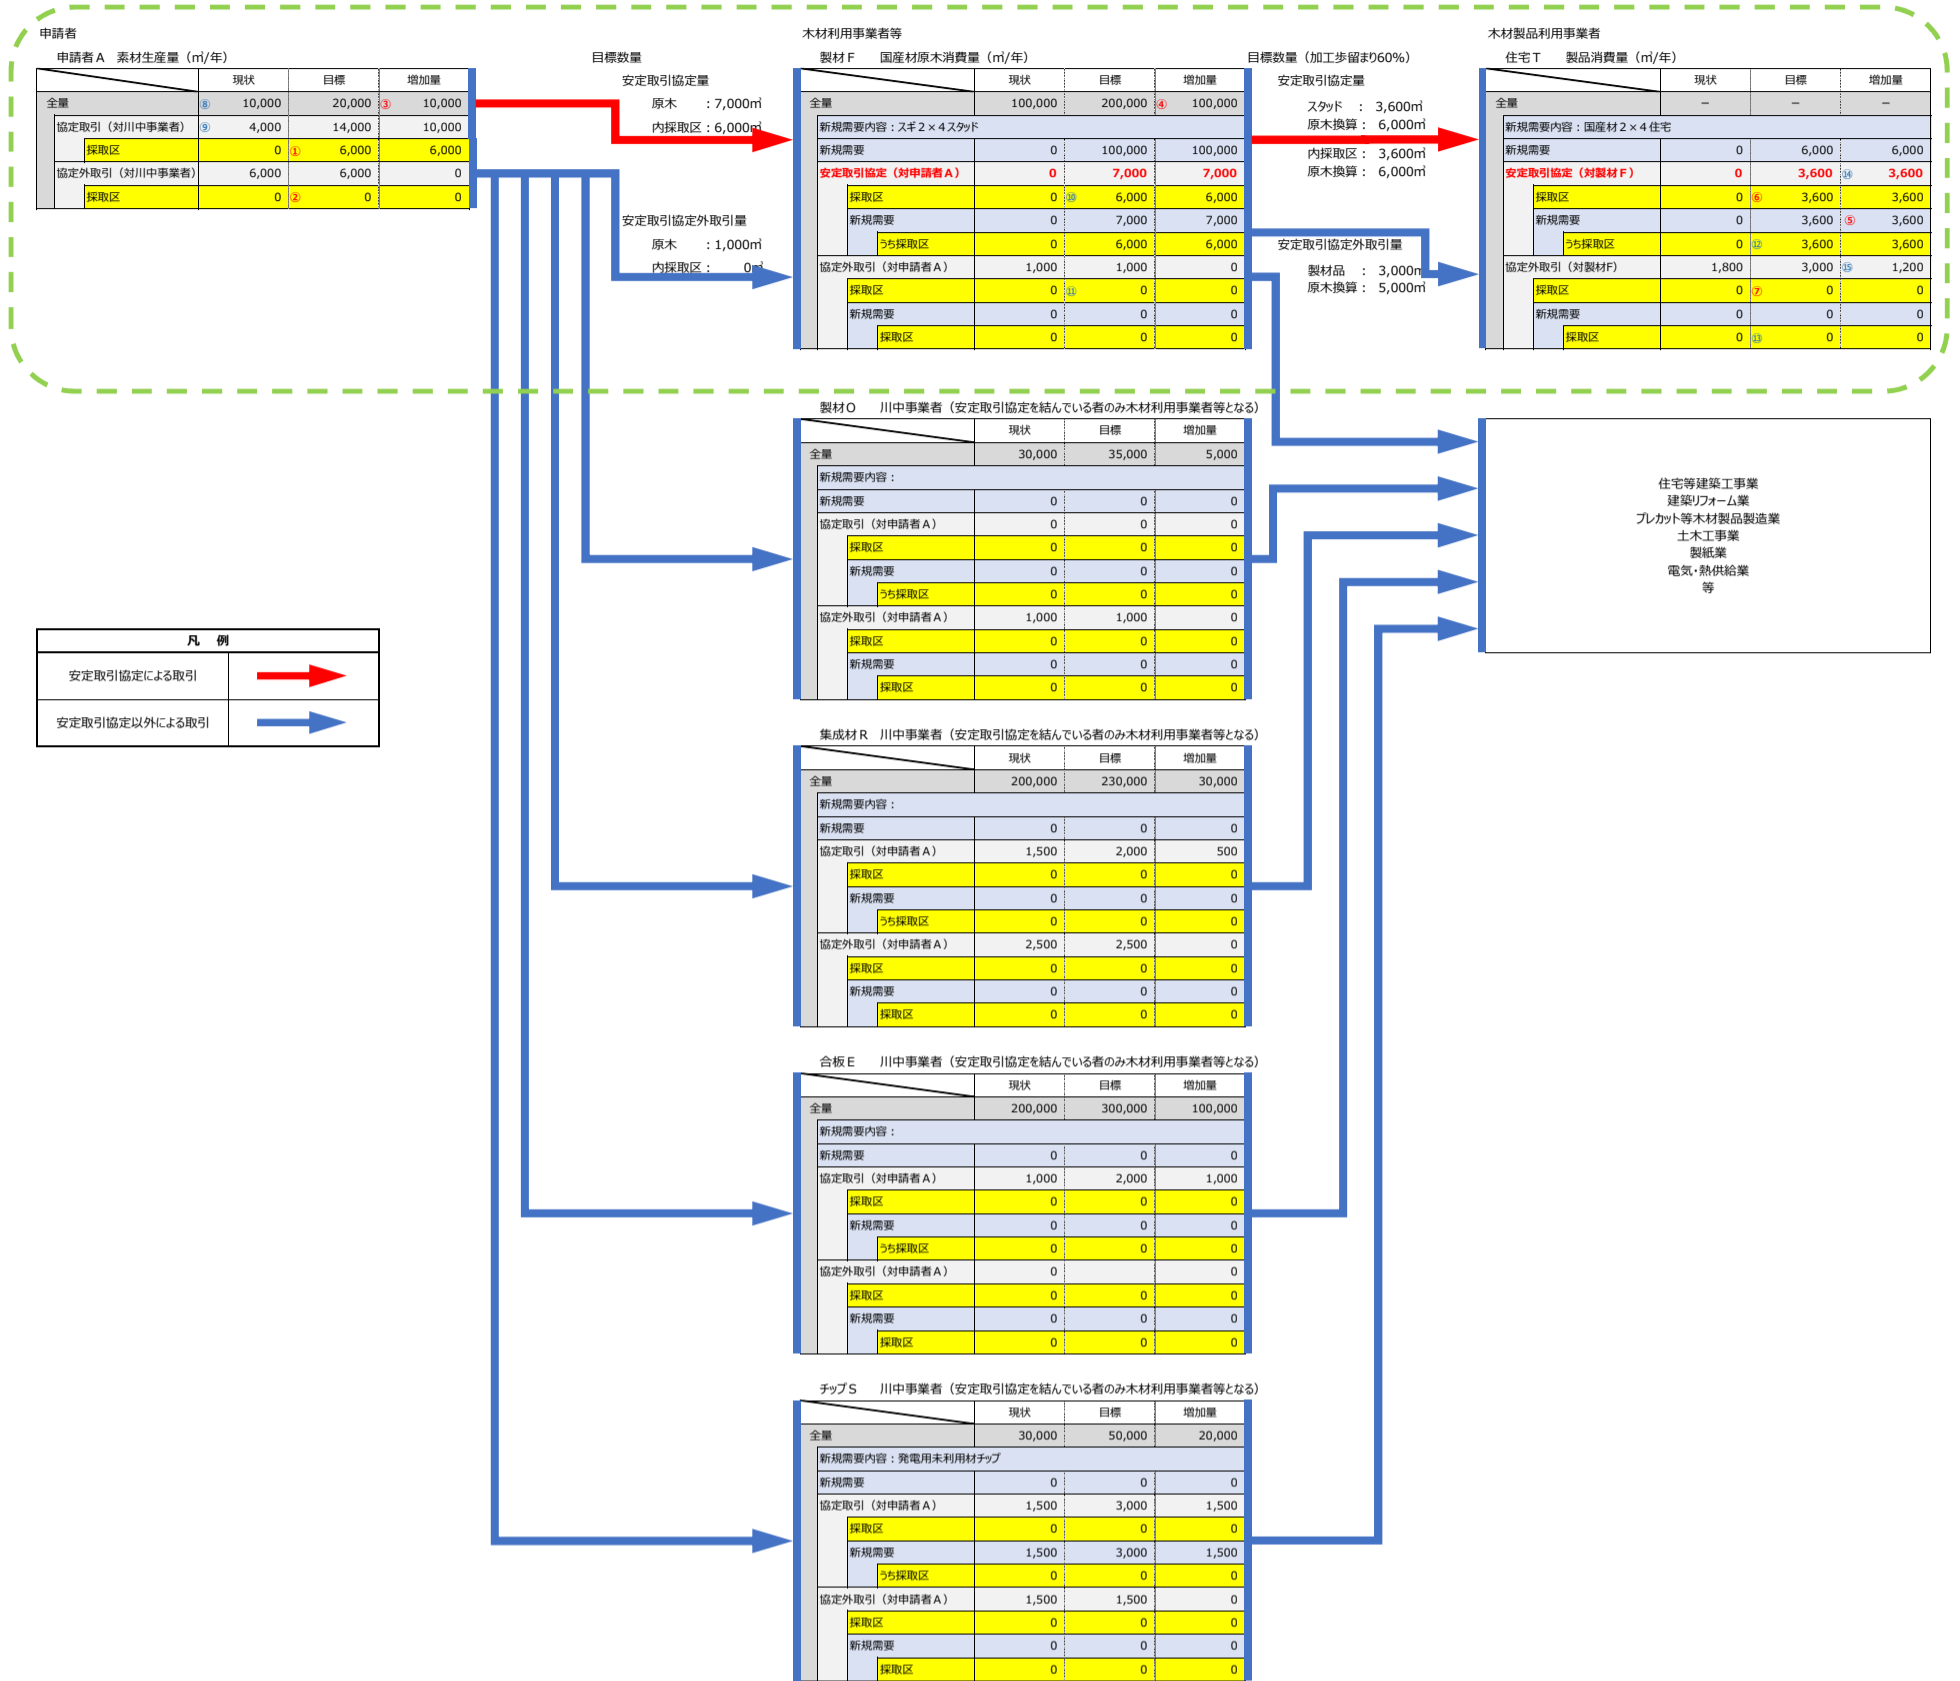 申請者
申請者A 素材生産量(㎥/年)
現状 目標 増加量
全量 ⑧ 10,000 20,000 ③ 10,000
協定取引(対川中事業者) ⑨ 4,000 14,000 10,000
採取区 0 ① 6,000 6,000
協定外取引(対川中事業者) 6,000 6,000 0
採取区 0 ② 0 0
目標数量
安定取引協定量
原木 :7,000㎥
内採取区:6,000㎥
安定取引協定外取引量
原木 :1,000㎥
内採取区: 0㎥
木材利用事業者等
製材F 国産材原木消費量(㎥/年)
現状 目標 増加量
全量 100,000 200,000 ④ 100,000
新規需要内容:スギ2×4スタッド
新規需要 0 100,000 100,000
安定取引協定(対申請者A) 0 7,000 7,000
採取区 0 ⑩ 6,000 6,000
新規需要 0 7,000 7,000
うち採取区 0 6,000 6,000
協定外取引(対申請者A) 1,000 1,000 0
採取区 0 ⑪ 0 0
新規需要 0 0 0
採取区 0 0 0
目標数量(加工歩留まり60%)
安定取引協定量
スタッド : 3,600㎥
原木換算: 6,000㎥
内採取区: 3,600㎥
原木換算: 6,000㎥
安定取引協定外取引量
製材品 : 3,000㎥
原木換算: 5,000㎥
木材製品利用事業者
住宅T 製品消費量(㎥/年)
現状 目標 増加量
全量 - - -
新規需要内容:国産材2×4住宅
新規需要 0 6,000 6,000
安定取引協定(対製材F) 0 3,600 ⑭ 3,600
採取区 0 ⑥ 3,600 3,600
新規需要 0 3,600 ⑤ 3,600
うち採取区 0 ⑫ 3,600 3,600
協定外取引(対製材F) 1,800 3,000 ⑮ 1,200
採取区 0 ⑦ 0 0
新規需要 0 0 0
採取区 0 ⑬ 0 0
製材O 川中事業者(安定取引協定を結んでいる者のみ木材利用事業者等となる)
現状 目標 増加量
全量 30,000 35,000 5,000
新規需要内容:
新規需要 0 0 0
協定取引(対申請者A) 0 0 0
採取区 0 0 0
新規需要 0 0 0
うち採取区 0 0 0
協定外取引(対申請者A) 1,000 1,000 0
採取区 0 0 0
新規需要 0 0 0
採取区 0 0 0
住宅等建築工事業
建築リフォーム業
プレカット等木材製品製造業
土木工事業
製紙業
電気・熱供給業
等
凡 例
安定取引協定による取引
安定取引協定以外による取引
集成材R 川中事業者(安定取引協定を結んでいる者のみ木材利用事業者等となる)
現状 目標 増加量
全量 200,000 230,000 30,000
新規需要内容:
新規需要 0 0 0
協定取引(対申請者A) 1,500 2,000 500
採取区 0 0 0
新規需要 0 0 0
うち採取区 0 0 0
協定外取引(対申請者A) 2,500 2,500 0
採取区 0 0 0
新規需要 0 0 0
採取区 0 0 0
合板E 川中事業者(安定取引協定を結んでいる者のみ木材利用事業者等となる)
現状 目標 増加量
全量 200,000 300,000 100,000
新規需要内容:
新規需要 0 0 0
協定取引(対申請者A) 1,000 2,000 1,000
採取区 0 0 0
新規需要 0 0 0
うち採取区 0 0 0
協定外取引(対申請者A) 0 0
採取区 0 0 0
新規需要 0 0 0
採取区 0 0 0
チップS 川中事業者(安定取引協定を結んでいる者のみ木材利用事業者等となる)
現状 目標 増加量
全量 30,000 50,000 20,000
新規需要内容:発電用未利用材チップ
新規需要 0 0 0
協定取引(対申請者A) 1,500 3,000 1,500
採取区 0 0 0
新規需要 1,500 3,000 1,500
うち採取区 0 0 0
協定外取引(対申請者A) 1,500 1,500 0
採取区 0 0 0
新規需要 0 0 0
採取区 0 0 0